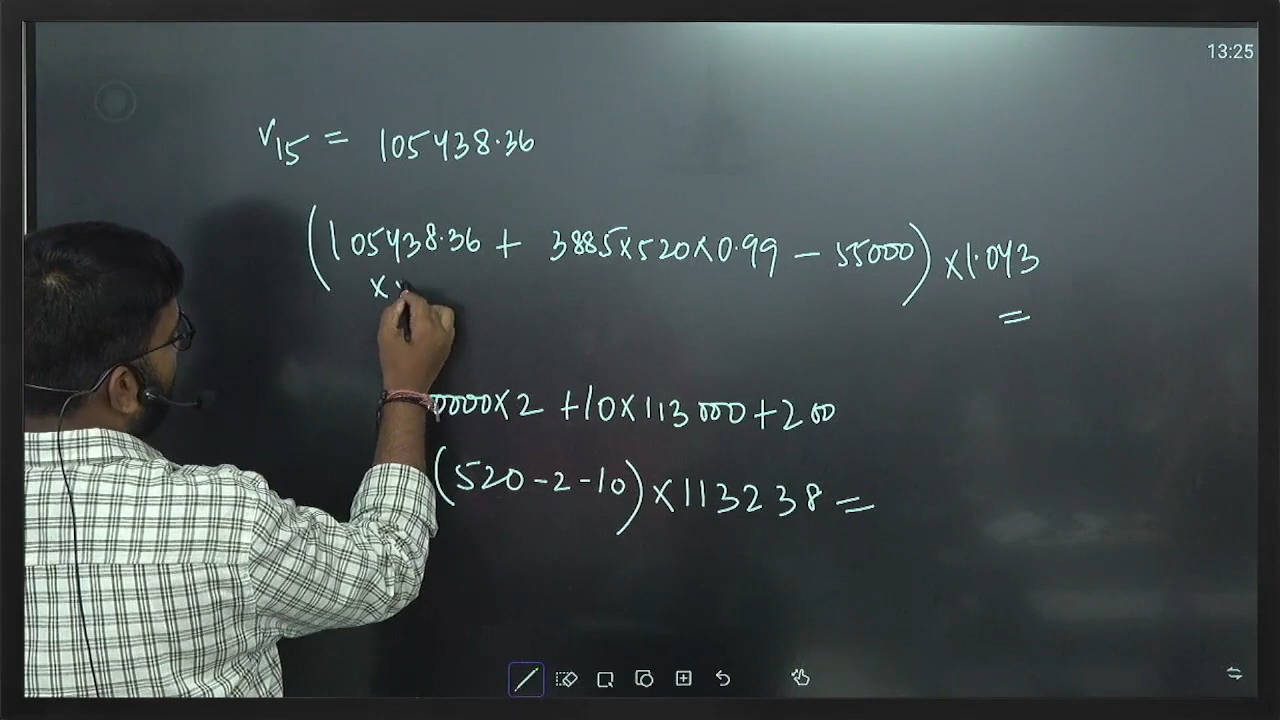 13:25
V15 = 105438.36
(105438.36 + 3885×520×0.99 - 55000) ×1.043
×
=
0000×2 +10×113000+200
(520-2-10) ×113238 =